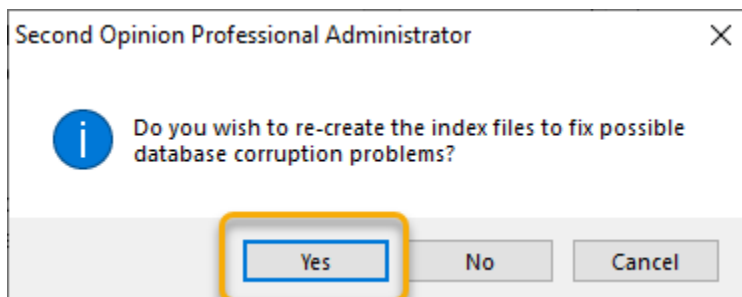 Second Opinion Professional Administrator
Do you wish to re-create the index files to fix possible
database corruption problems?
Yes No Cancel